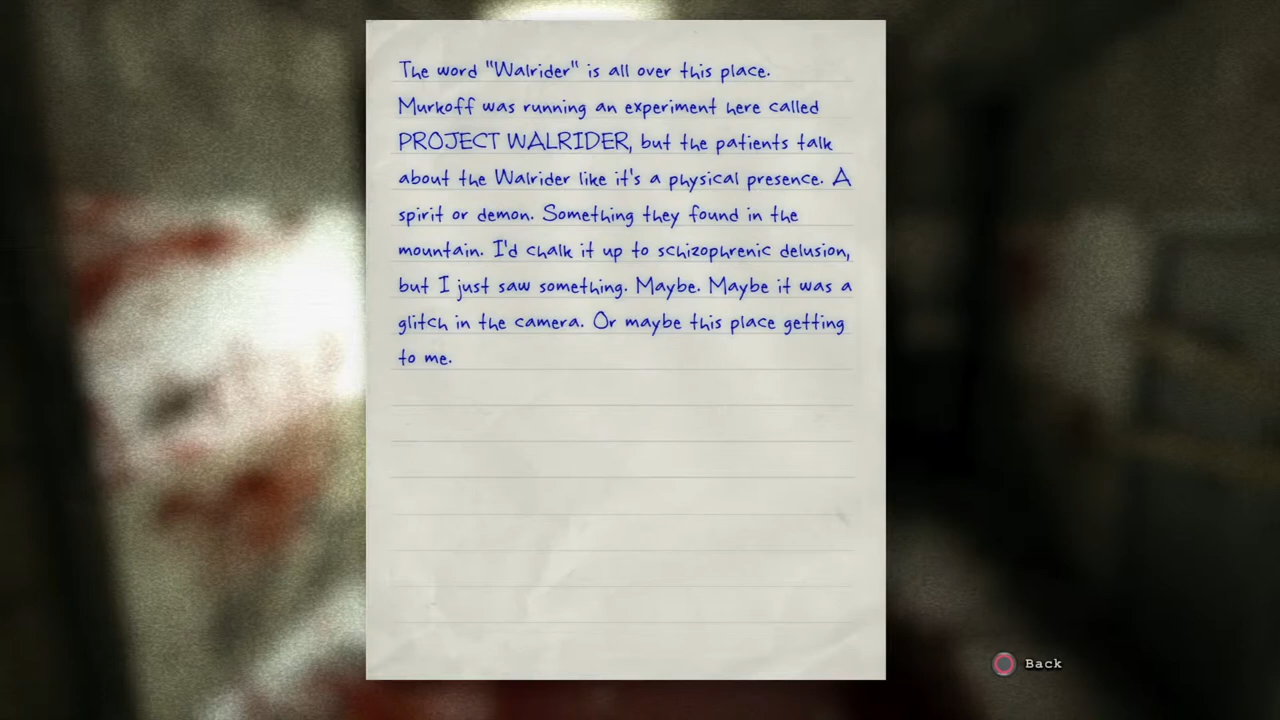 The word "Walrider" is all over this place.
Murkoff was running an experiment here called
PROJECT WALRIDER, but the patients talk
about the Walrider like it's a physical presence. A
spirit or demon. Something they found in the
mountain. I'd chalk it up to schizophrenic delusion,
but I just saw something. Maybe. Maybe it was a
glitch in the camera. Or maybe this place getting
to me.
Back